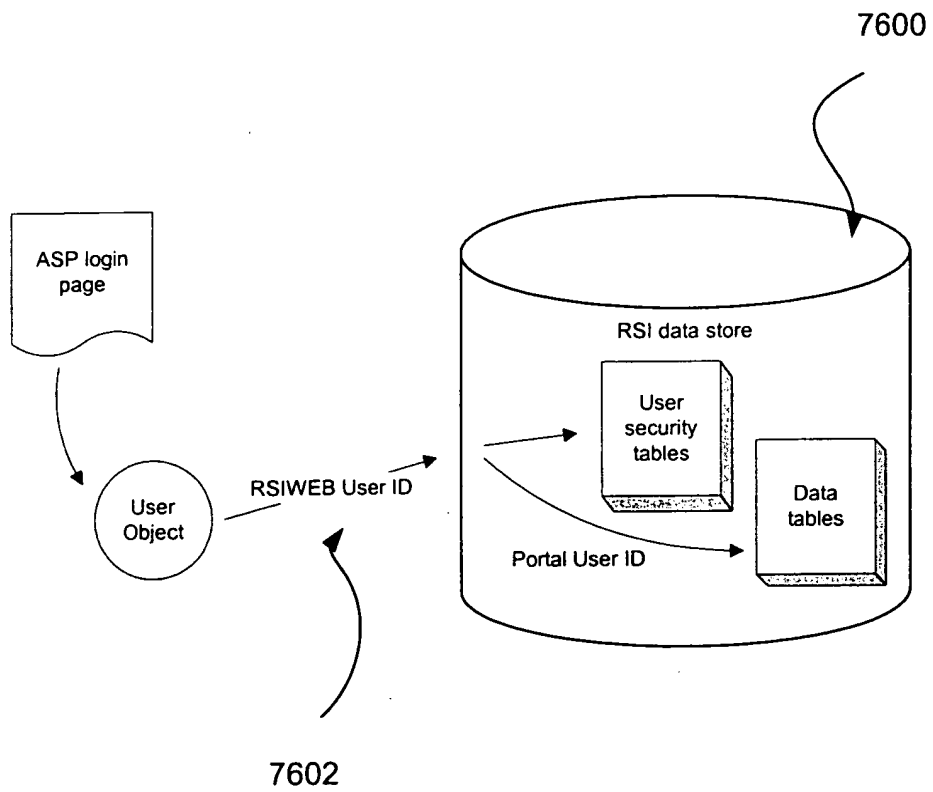 7600
ASP login
page
RSI data store
User
security
tables
RSIWEB User ID
User
Object
Data
tables
Portal User ID
7602